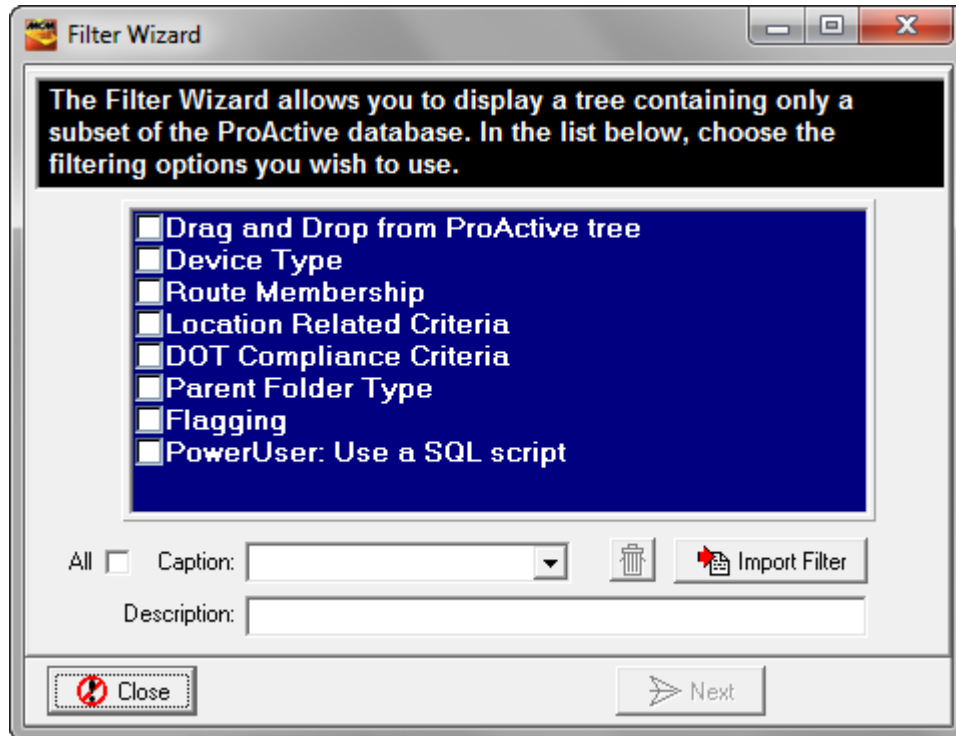 MCM
Filter Wizard
The Filter Wizard allows you to display a tree containing only a
subset of the ProActive database. In the list below, choose the
filtering options you wish to use.
Drag and Drop from ProActive tree
Device Type
Route Membership
Location Related Criteria
DOT Compliance Criteria
Parent Folder Type
Flagging
PowerUser: Use a SQL script
All Caption: Import Filter
Description:
Close Next